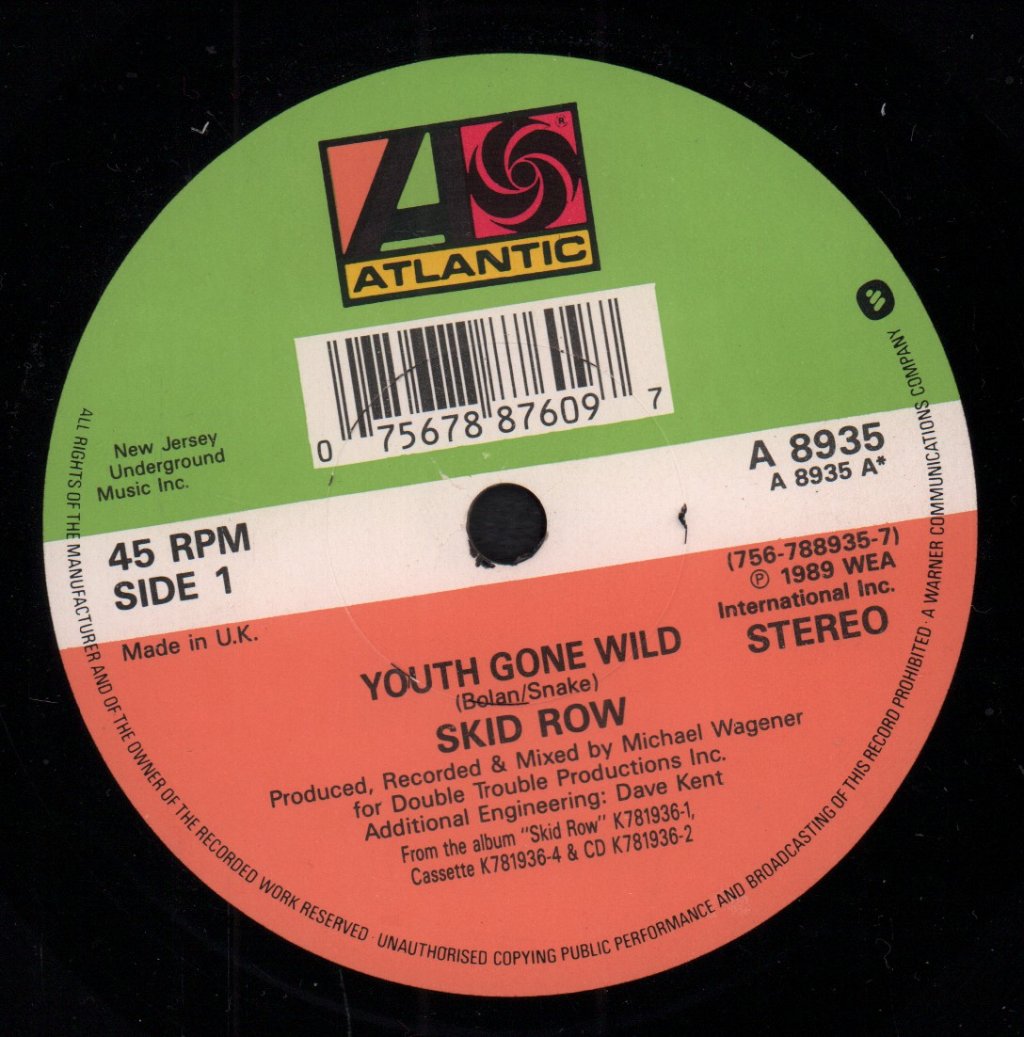 ATLANTIC
®
0 75678 87609 7
New Jersey
Underground
Music Inc.
A 8935
A 8935 A*
45 RPM
SIDE 1
(756-788935-7)
℗ 1989 WEA
International Inc.
STEREO
Made in U.K.
YOUTH GONE WILD
(Bolan/Snake)
SKID ROW
Produced, Recorded & Mixed by Michael Wagener
for Double Trouble Productions Inc.
Additional Engineering: Dave Kent
From the album "Skid Row" K781936-1,
Cassette K781936-4 & CD K781936-2
ALL RIGHTS OF THE MANUFACTURER AND OF THE OWNER OF THE RECORDED WORK RESERVED · UNAUTHORISED COPYING PUBLIC PERFORMANCE AND BROADCASTING OF THIS RECORD PROHIBITED · A WARNER COMMUNICATIONS COMPANY